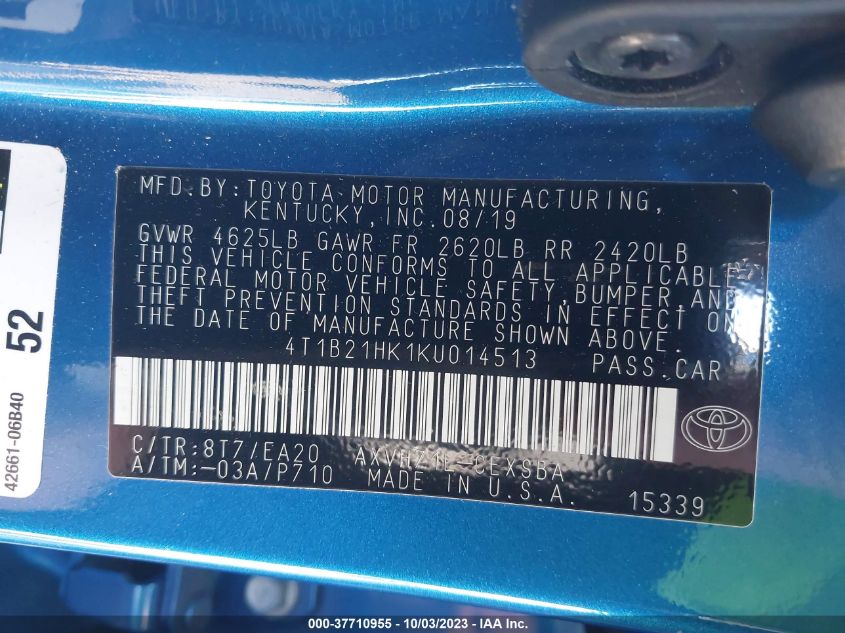 MFD.BY:TOYOTA MOTOR MANUFACTURING,
KENTUCKY,INC.08/19
GVWR 4625LB GAWR FR 2620LB RR 2420LB
THIS VEHICLE CONFORMS TO ALL APPLICABLE
FEDERAL MOTOR VEHICLE SAFETY,BUMPER,AND
THEFT PREVENTION STANDARDS IN EFFECT ON
THE DATE OF MANUFACTURE SHOWN ABOVE.
4T1B21HK1KU014513 PASS.CAR
C/TR:8T7/EA20
A/TM:-03A/P710 MADE IN U.S.A. 15339
52
42661-06B40
000-37710955 - 10/03/2023 - IAA Inc.